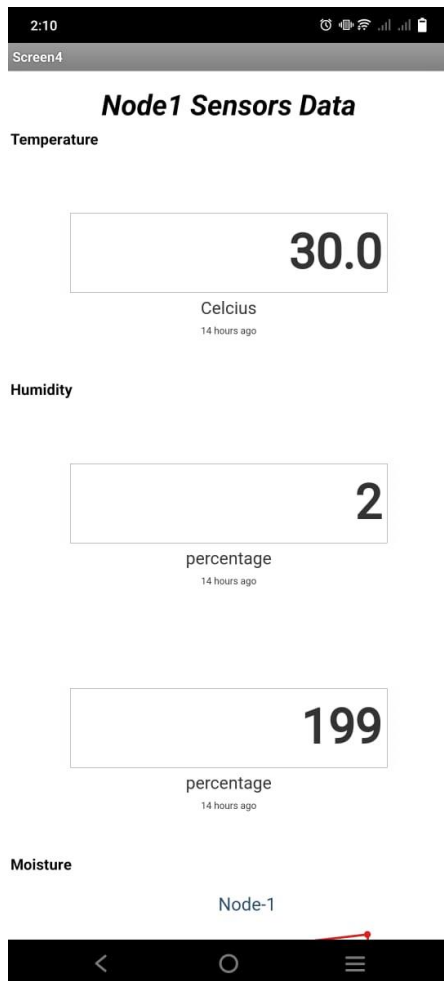 2:10
Screen4
Node1 Sensors Data
Temperature
30.0
Celcius
14 hours ago
Humidity
2
percentage
14 hours ago
199
percentage
14 hours ago
Moisture
Node-1